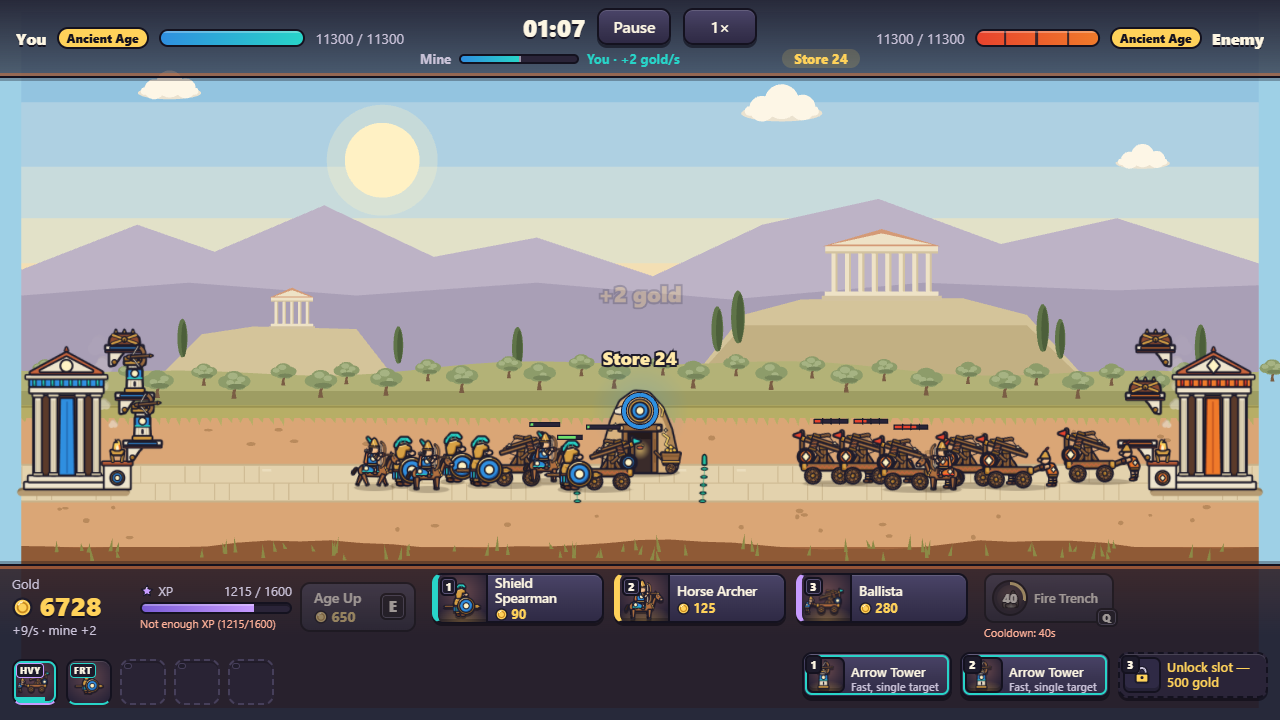 You
Ancient Age
11300 / 11300
01:07
Pause
1×
11300 / 11300
Ancient Age
Enemy
Mine
You · +2 gold/s
Store 24
+2 gold
Store 24
Gold
6728
+9/s · mine +2
XP
1215 / 1600
Not enough XP (1215/1600)
Age Up
650
E
1
Shield
Spearman
90
2
Horse Archer
125
3
Ballista
280
40
Fire Trench
Q
Cooldown: 40s
HVY
FRT
1
Arrow Tower
Fast, single target
2
Arrow Tower
Fast, single target
3
Unlock slot —
500 gold